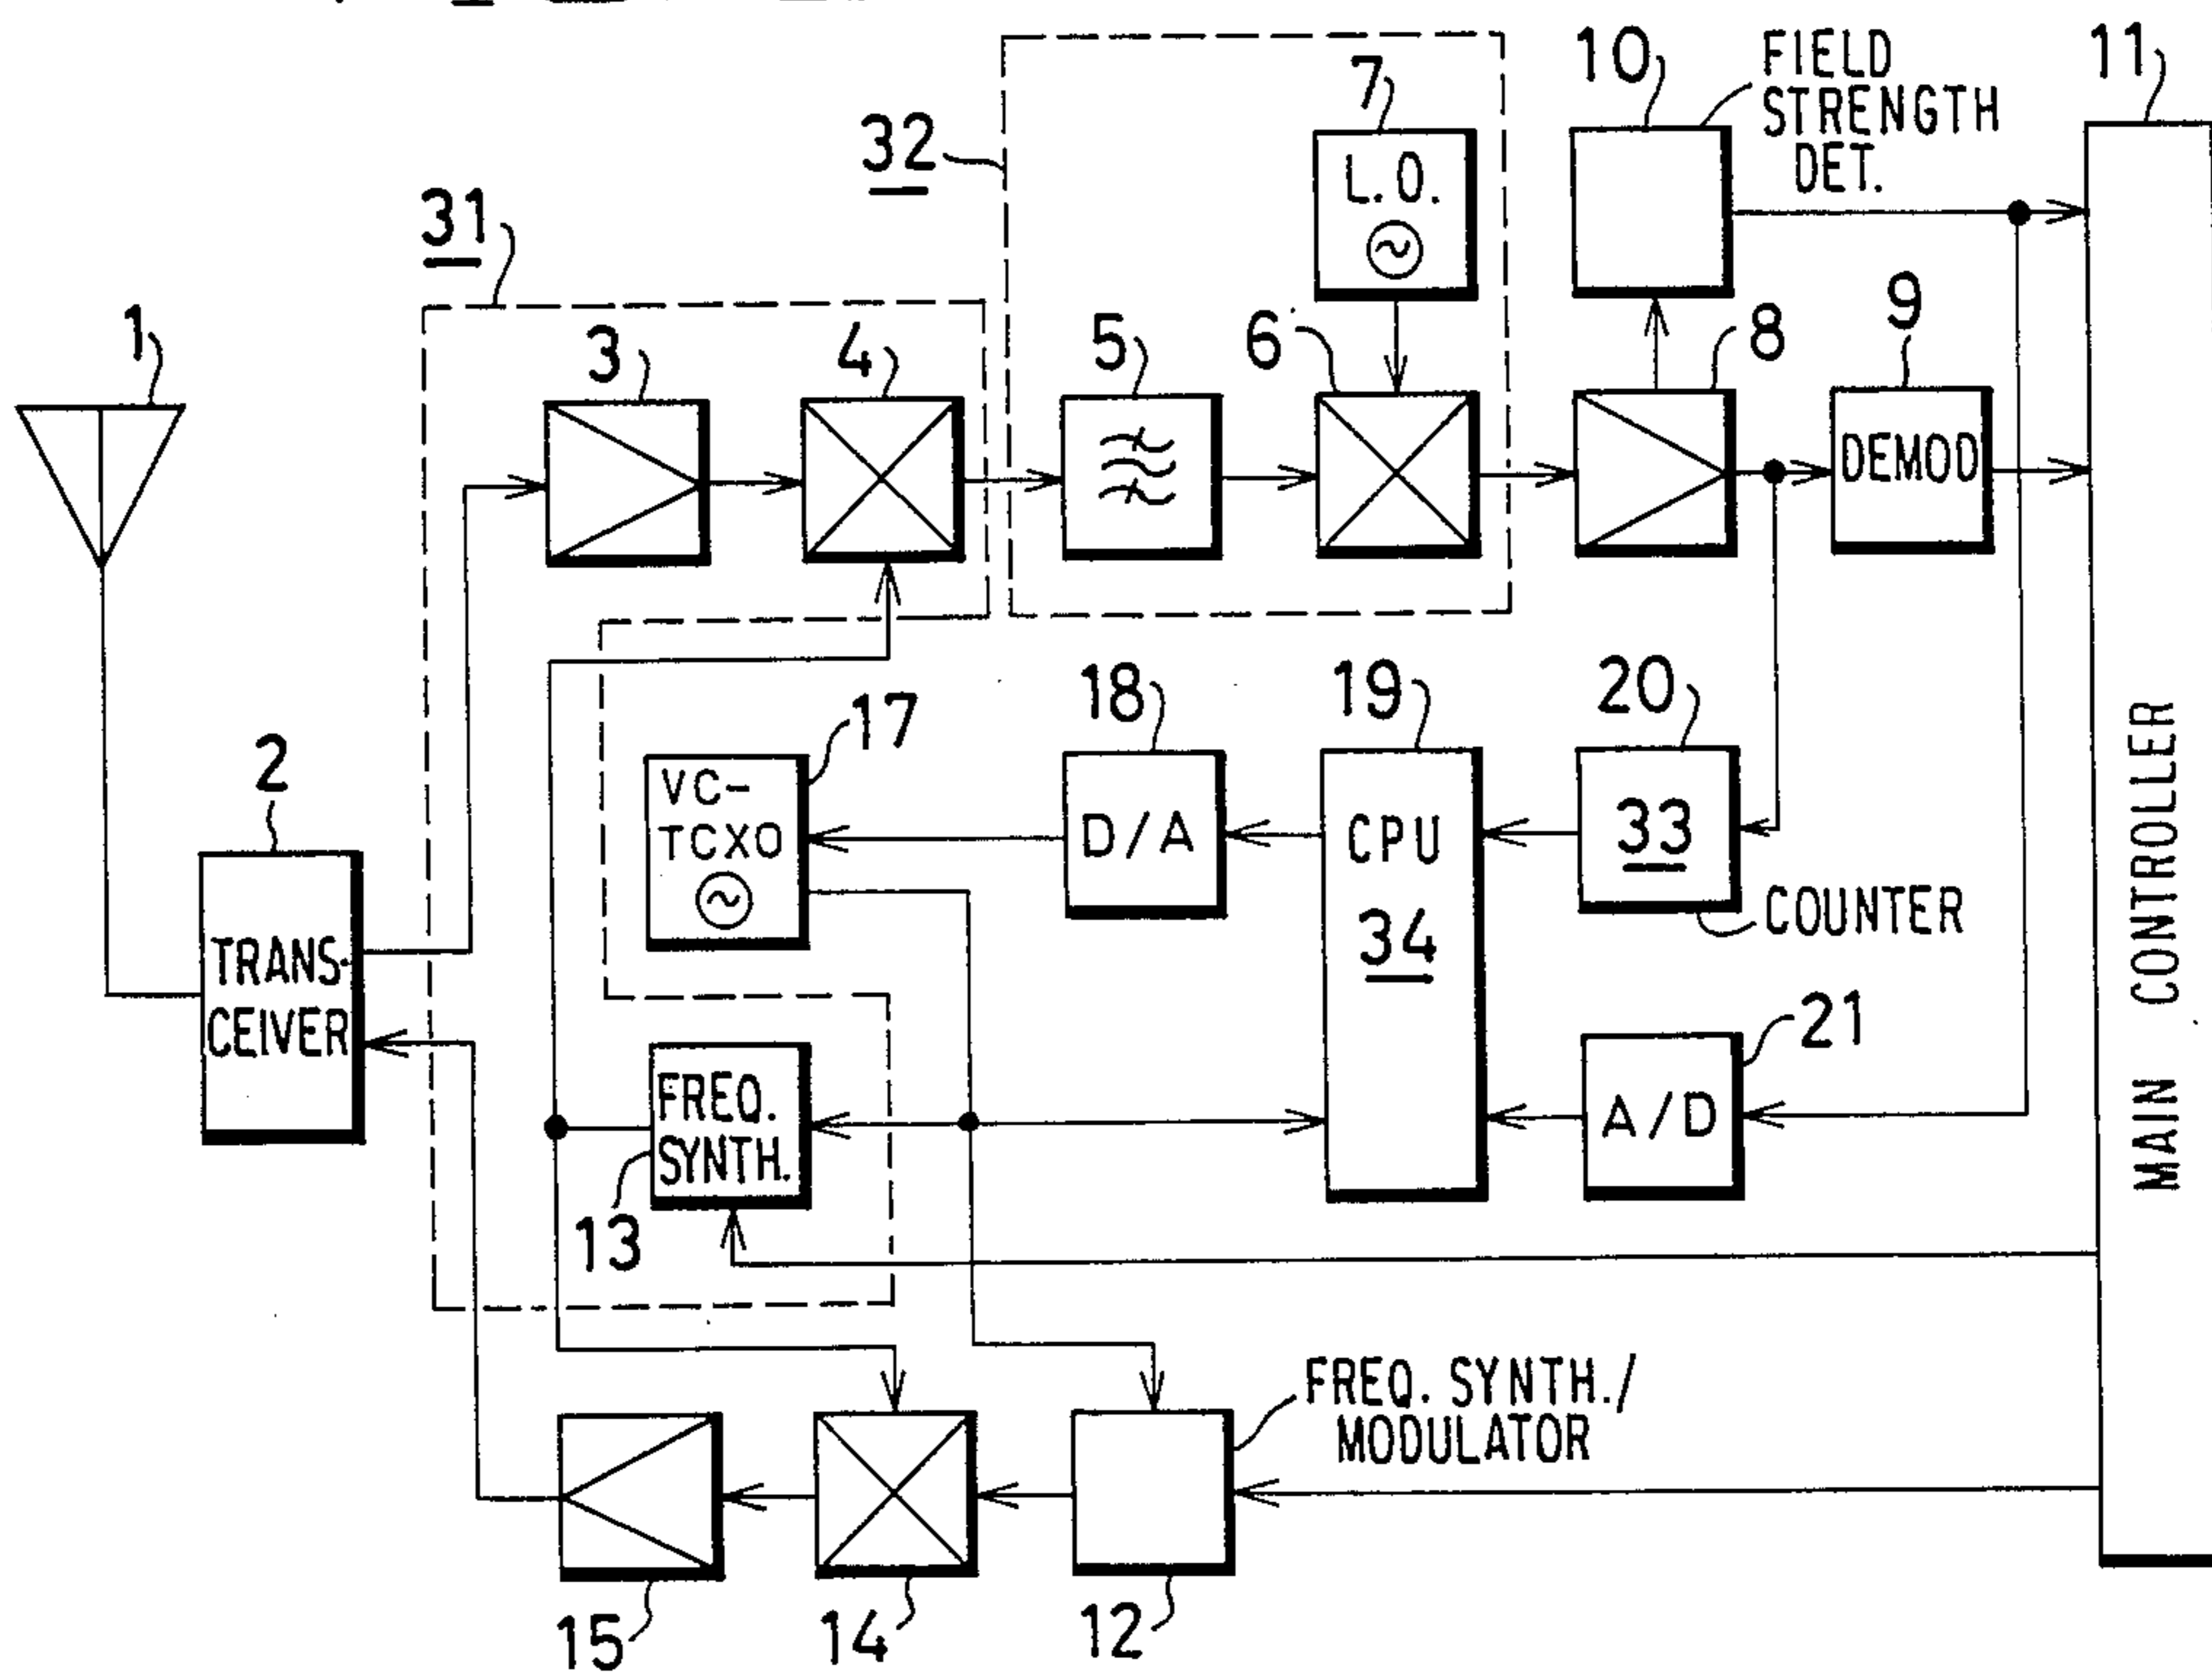 10
FIELD
STRENGTH
DET.
11
7
L.O.
32
31
1
3
4
5
6
8
9
DEMOD
2
TRANS-
CEIVER
17
VC-
TCXO
18
D/A
19
CPU
34
20
33
COUNTER
MAIN CONTROLLER
21
A/D
FREQ.
SYNTH.
13
FREQ. SYNTH./
MODULATOR
15
14
12